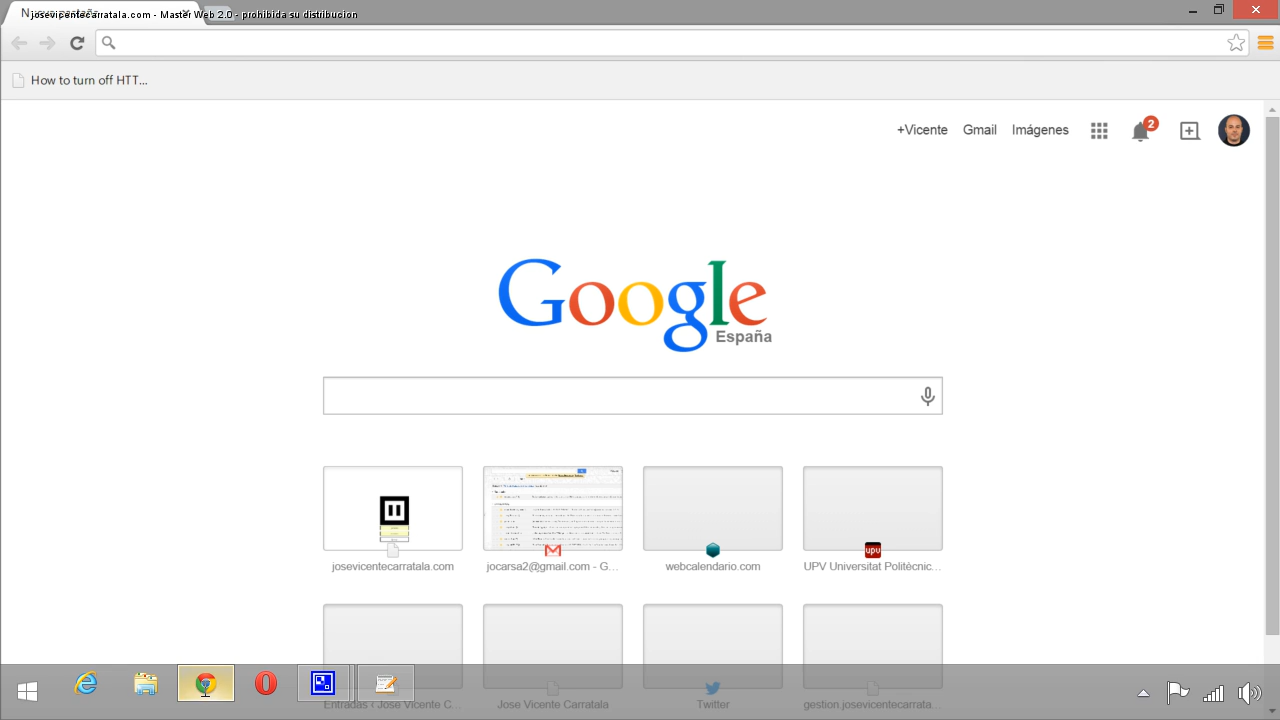 josevicentecarratala.com - Master Web 2.0 - prohibida su distribucion
How to turn off HTT...
+Vicente Gmail Imágenes 2
Google
España
josevicentecarratala.com jocarsa2@gmail.com - G... webcalendario.com UPV Universitat Politècnic...
upv
Entradas ‹ Jose Vicente C... Jose Vicente Carratala Twitter gestion.josevicentecarrata...